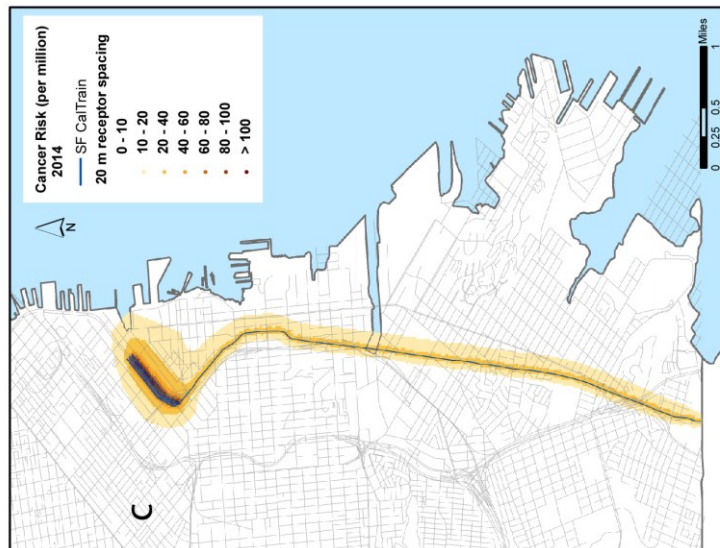 Cancer Risk (per million)
2014
SF CalTrain
20 m receptor spacing
0 - 10
10 - 20
20 - 40
40 - 60
60 - 80
80 - 100
> 100
N
C
Miles
0 0.25 0.5 1